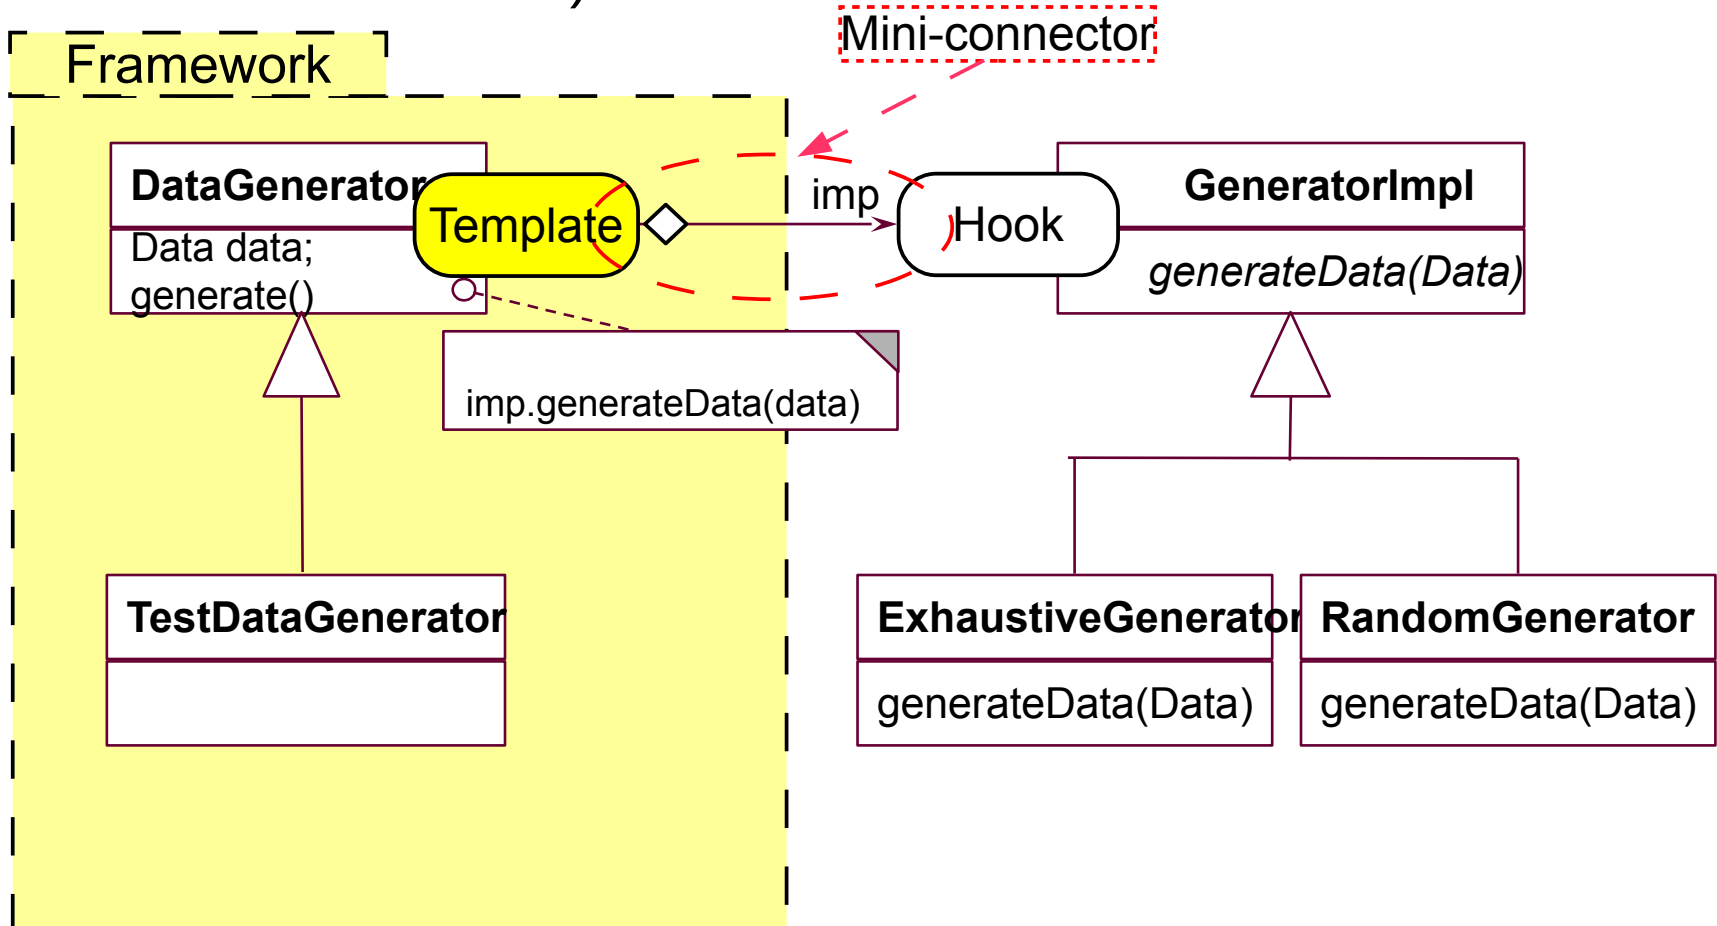 )
Mini-connector
Framework
DataGenerator
Template
imp
Hook
GeneratorImpl
Data data;
generate()
generateData(Data)
imp.generateData(data)
TestDataGenerator
ExhaustiveGenerator
RandomGenerator
generateData(Data)
generateData(Data)